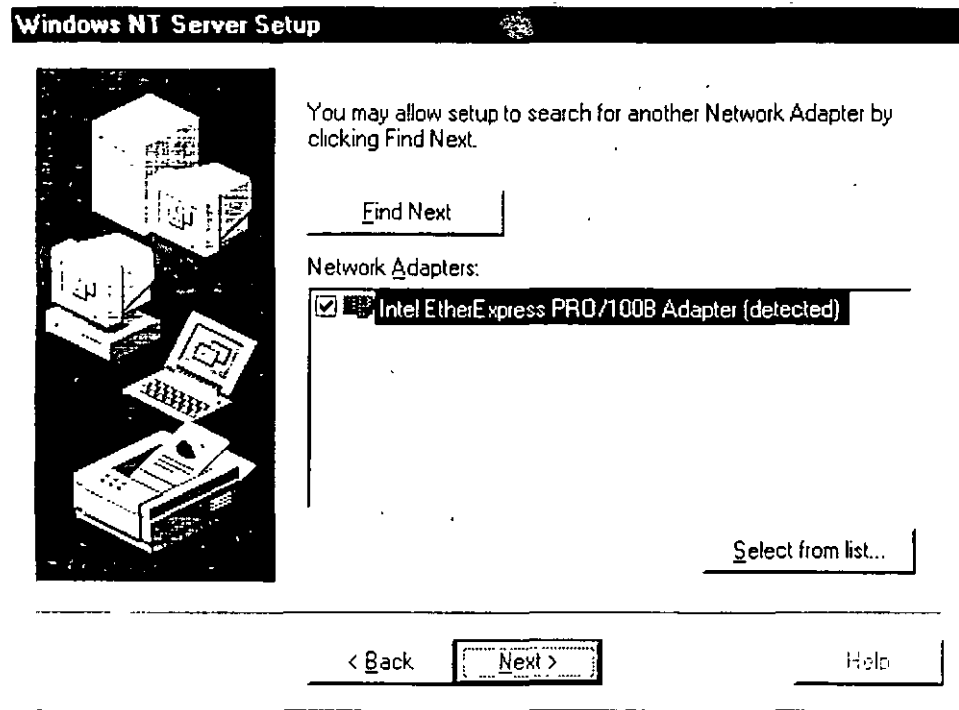 Windows NT Server Setup
You may allow setup to search for another Network Adapter by
clicking Find Next.
Find Next
Network Adapters:
Intel EtherExpress PRO/100B Adapter (detected)
Select from list...
< Back
Next >
Help